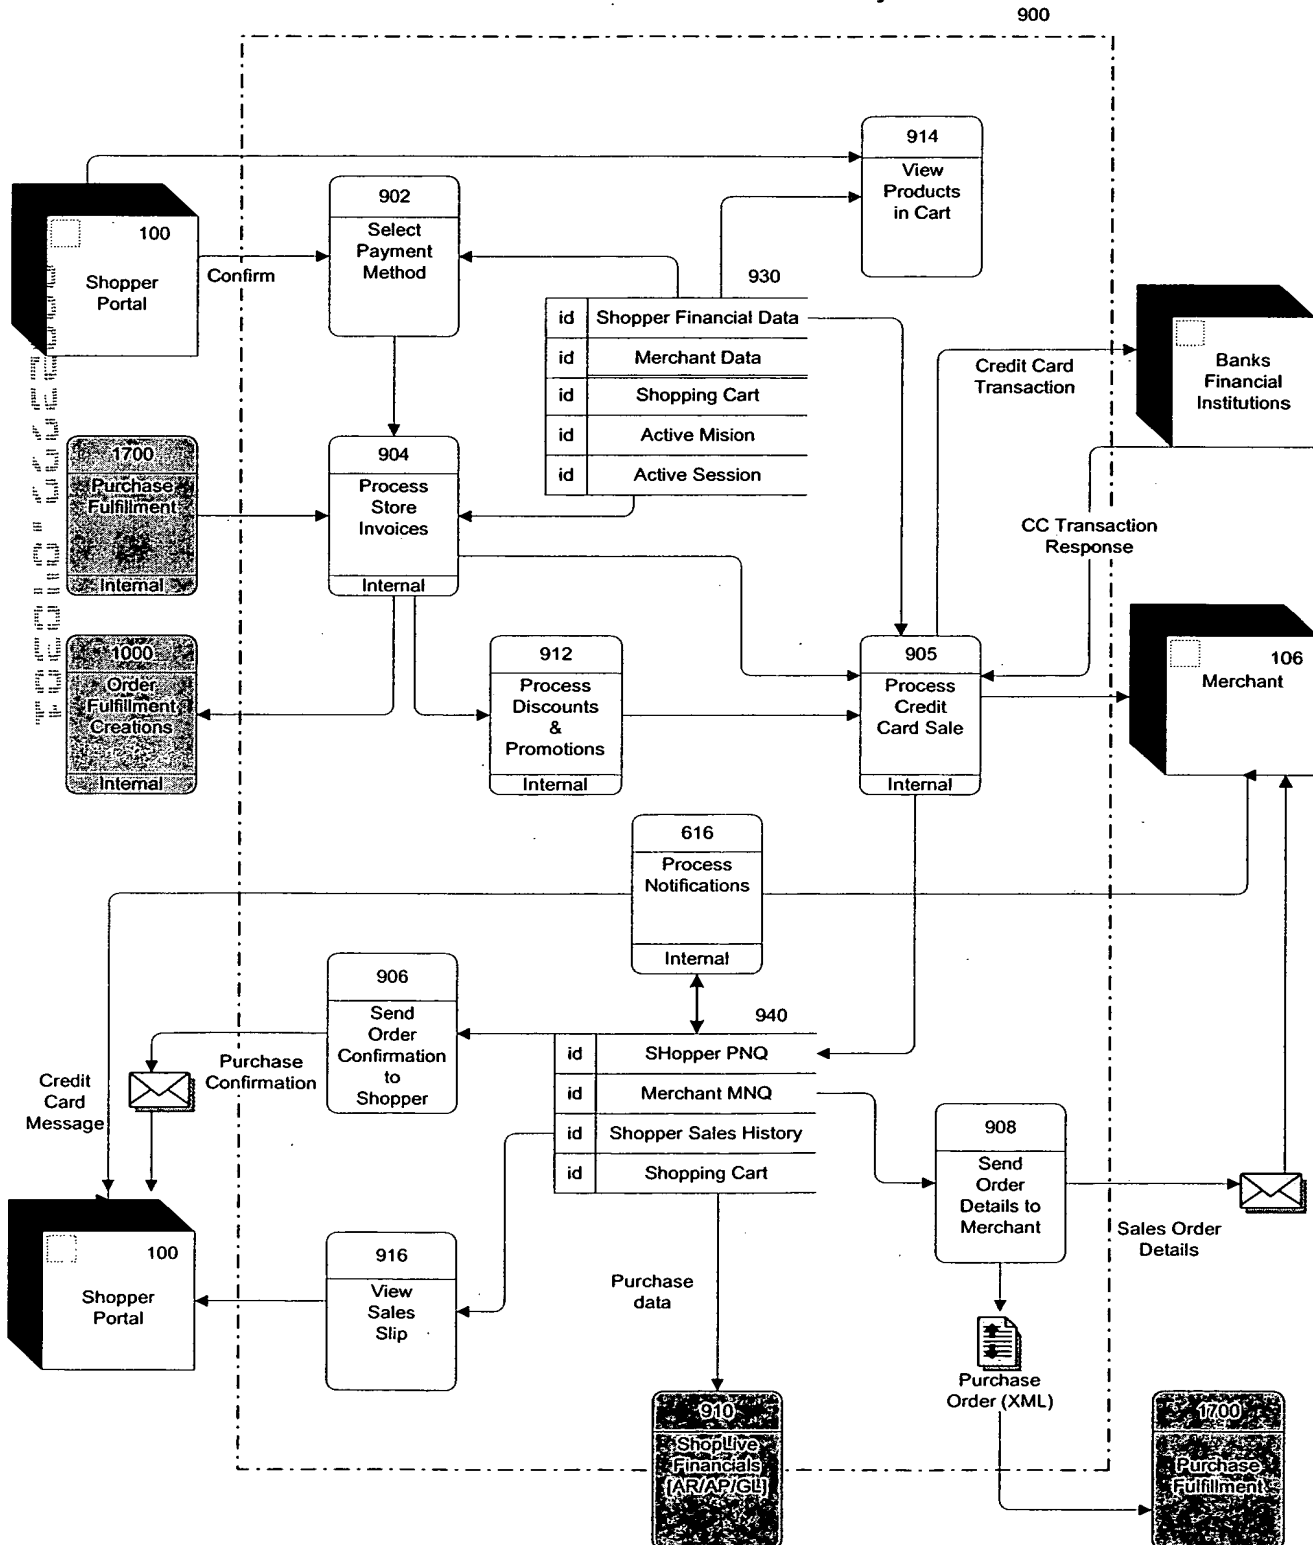 900
914
View
Products
in Cart
902
Select
Payment
Method
100
Shopper
Portal
Confirm
930
id Shopper Financial Data
id Merchant Data
id Shopping Cart
id Active Mision
id Active Session
Credit Card
Transaction
Banks
Financial
Institutions
1700
Purchase
Fulfillment
Internal
904
Process
Store
Invoices
Internal
CC Transaction
Response
1000
Order
Fulfillment
Creations
Internal
912
Process
Discounts
&
Promotions
Internal
905
Process
Credit
Card Sale
Internal
106
Merchant
616
Process
Notifications
Internal
906
Send
Order
Confirmation
to
Shopper
Purchase
Confirmation
Credit
Card
Message
940
id SHopper PNQ
id Merchant MNQ
id Shopper Sales History
id Shopping Cart
908
Send
Order
Details to
Merchant
Sales Order
Details
100
Shopper
Portal
916
View
Sales
Slip
Purchase
data
Purchase
Order (XML)
910
ShopLive
Financials
[AR/AP/GL]
1700
Purchase
Fulfillment